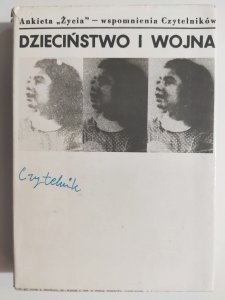 Ankieta „Życia” – wspomnienia Czytelników
DZIECIŃSTWO I WOJNA
Czytelnik